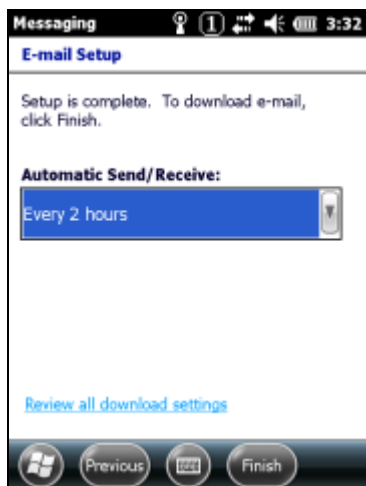 Messaging 1 3:32
E-mail Setup
Setup is complete. To download e-mail,
click Finish.
Automatic Send/Receive:
Every 2 hours
Review all download settings
Previous Finish